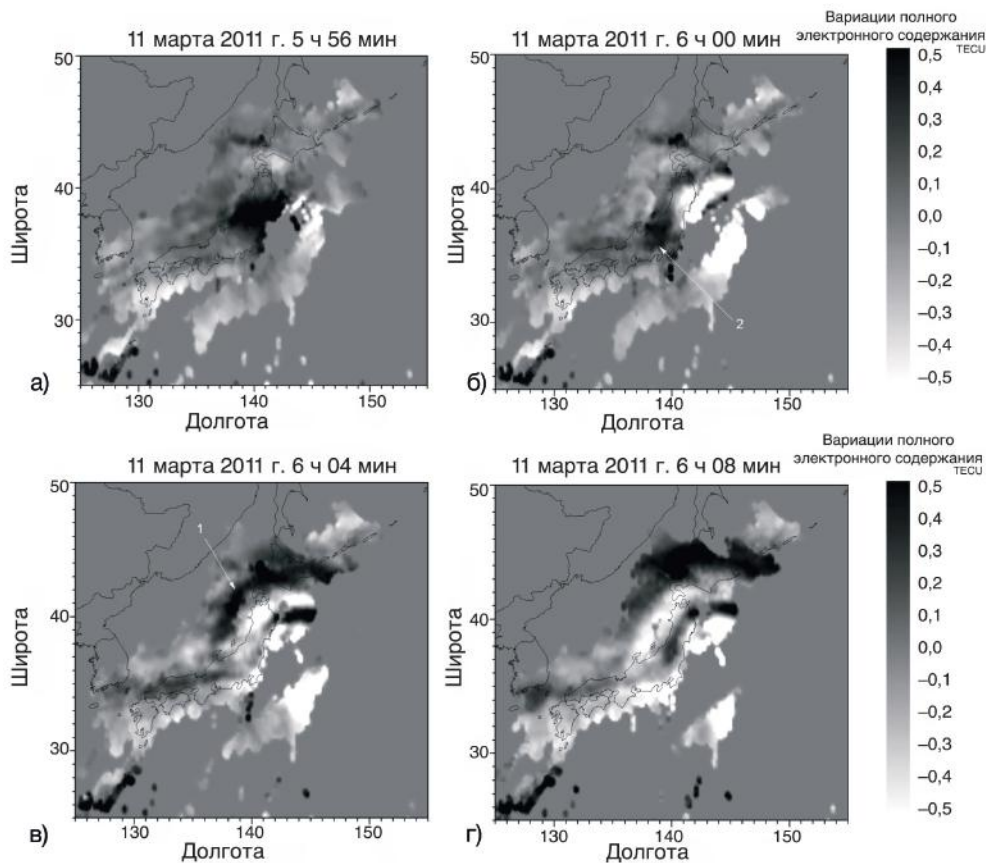 11 марта 2011 г. 5 ч 56 мин
50
40
30
Широта
130
140
150
Долгота
а)
11 марта 2011 г. 6 ч 00 мин
50
40
30
Широта
130
140
150
Долгота
б)
2
Вариации полного
электронного содержания
TECU
0,5
0,4
0,3
0,2
0,1
0,0
–0,1
–0,2
–0,3
–0,4
–0,5
11 марта 2011 г. 6 ч 04 мин
50
40
30
Широта
130
140
150
Долгота
в)
1
11 марта 2011 г. 6 ч 08 мин
50
40
30
Широта
130
140
150
Долгота
г)
Вариации полного
электронного содержания
TECU
0,5
0,4
0,3
0,2
0,1
0,0
–0,1
–0,2
–0,3
–0,4
–0,5